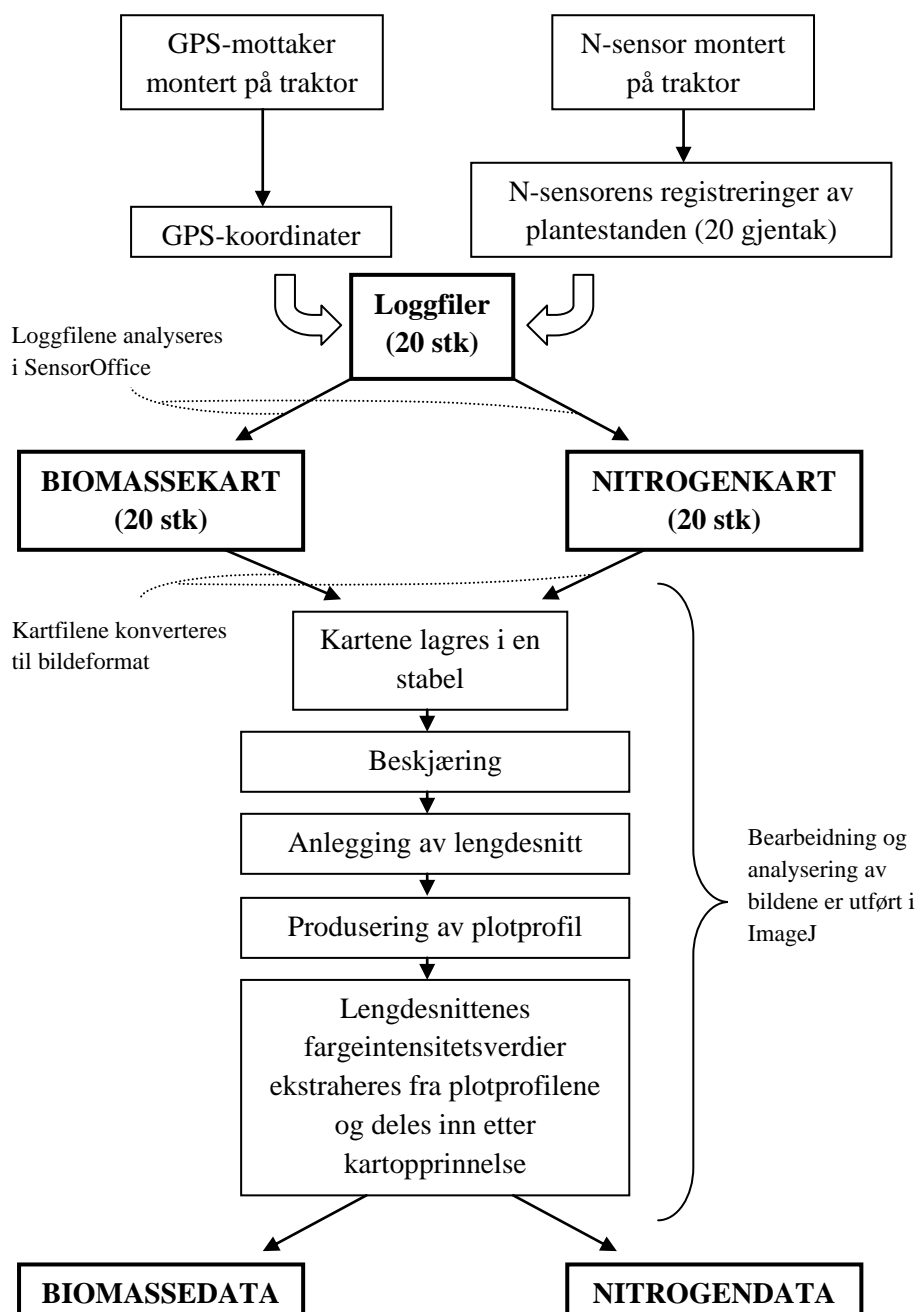 GPS-mottaker
montert på traktor
N-sensor montert
på traktor
GPS-koordinater
N-sensorens registreringer av
plantestanden (20 gjentak)
Loggfiler
(20 stk)
Loggfilene analyseres
i SensorOffice
BIOMASSEKART
(20 stk)
NITROGENKART
(20 stk)
Kartfilene konverteres
til bildeformat
Kartene lagres i en
stabel
Beskjæring
Anlegging av lengdesnitt
Produsering av plotprofil
Lengdesnittenes
fargeintensitetsverdier
ekstraheres fra plotprofilene
og deles inn etter
kartopprinnelse
Bearbeidning og
analysering av
bildene er utført i
ImageJ
BIOMASSEDATA
NITROGENDATA